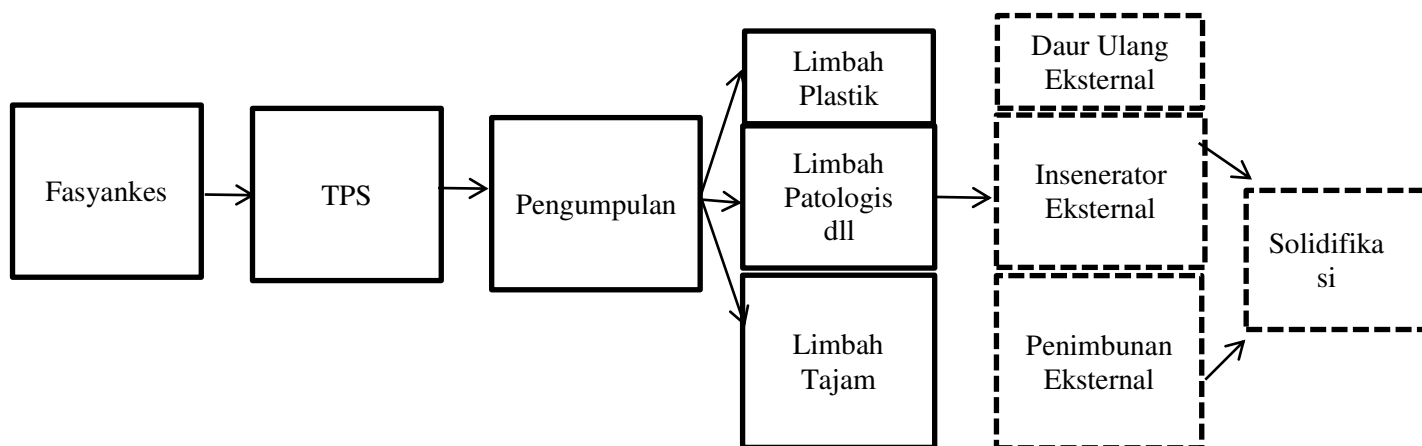 Fasyankes
TPS
Pengumpulan
Limbah
Plastik
Limbah
Patologis
dll
Limbah
Tajam
Daur Ulang
Eksternal
Insenerator
Eksternal
Penimbunan
Eksternal
Solidifika
si